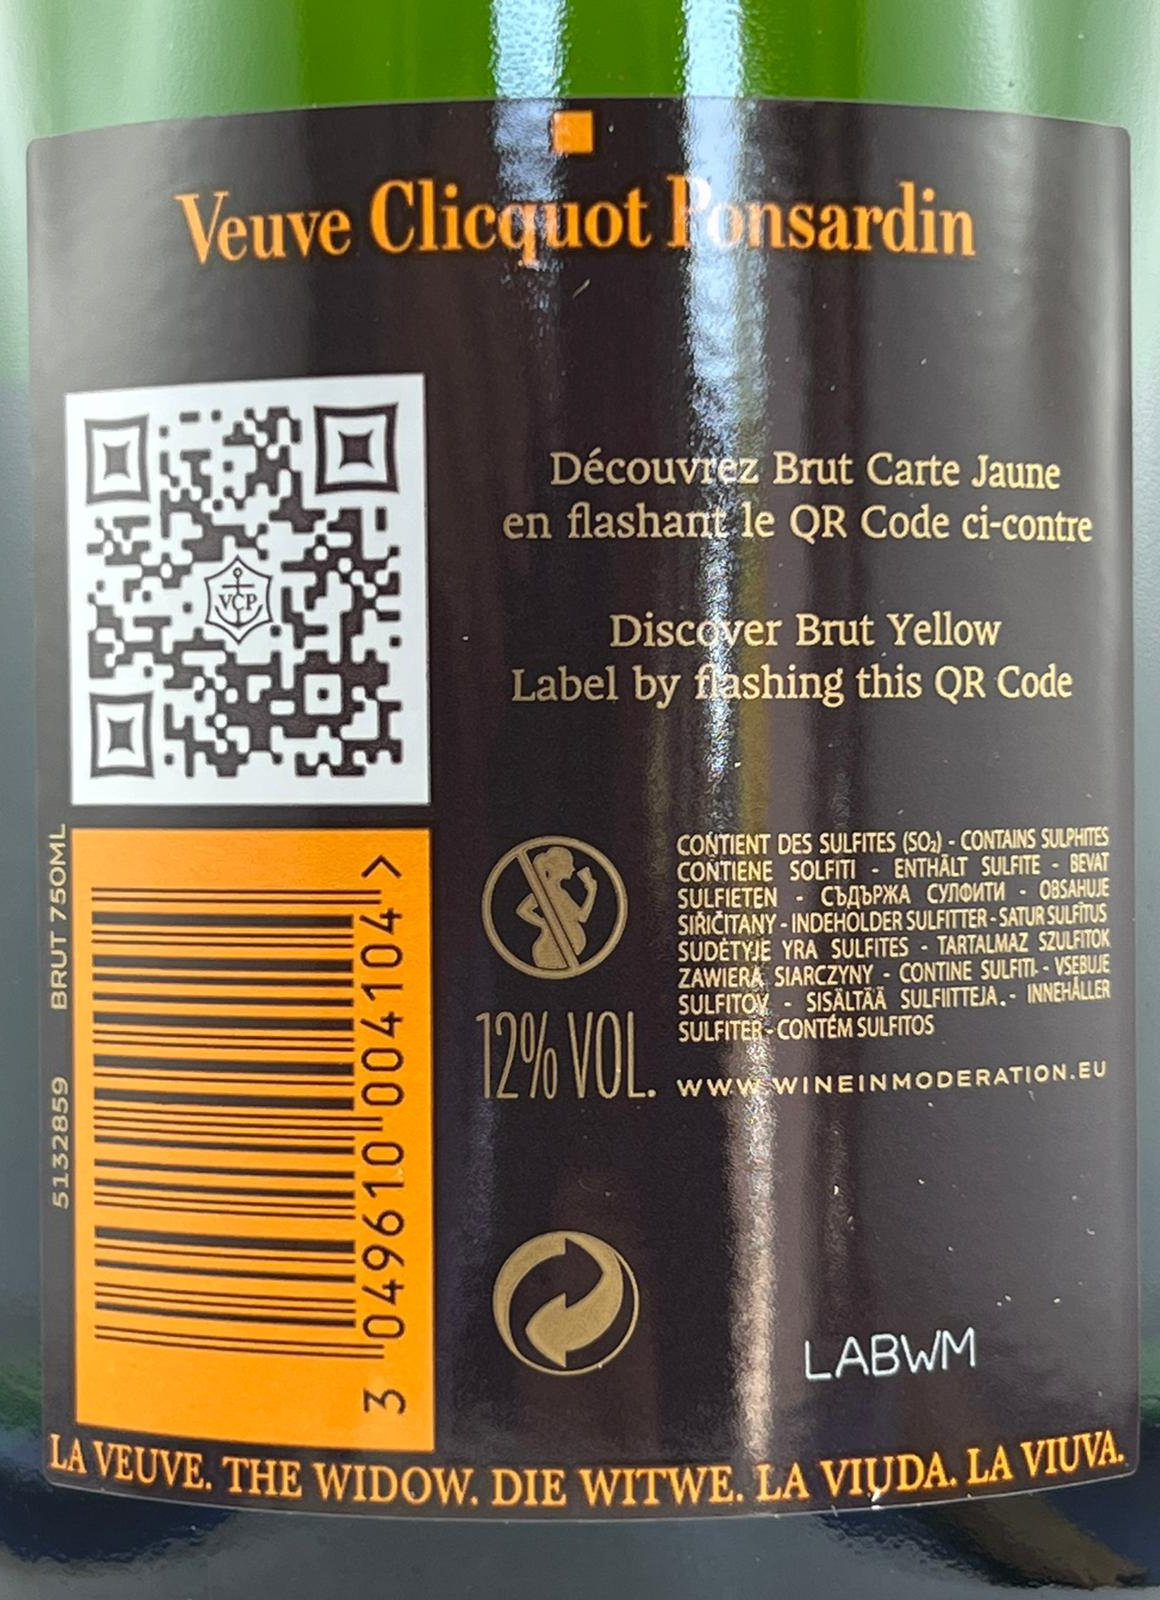 Veuve Clicquot Ponsardin
VCP
Découvrez Brut Carte Jaune
en flashant le QR Code ci-contre
Discover Brut Yellow
Label by flashing this QR Code
BRUT 750ML
5132859
3 049610 004104 >
CONTIENT DES SULFITES (SO₂) - CONTAINS SULPHITES
CONTIENE SOLFITI - ENTHÄLT SULFITE - BEVAT
SULFIETEN - СЪДЪРЖА СУЛФИТИ - OBSAHUJE
SIŘIČITANY - INDEHOLDER SULFITTER - SATUR SULFĪTUS
SUDĖTYJE YRA SULFITES - TARTALMAZ SZULFITOK
ZAWIERA SIARCZYNY - CONTINE SULFITI - VSEBUJE
SULFITOV - SISÄLTÄÄ SULFIITTEJA. - INNEHÅLLER
SULFITER - CONTÉM SULFITOS
12% VOL.
WWW.WINEINMODERATION.EU
LABWM
LA VEUVE. THE WIDOW. DIE WITWE. LA VIUDA. LA VIUVA.